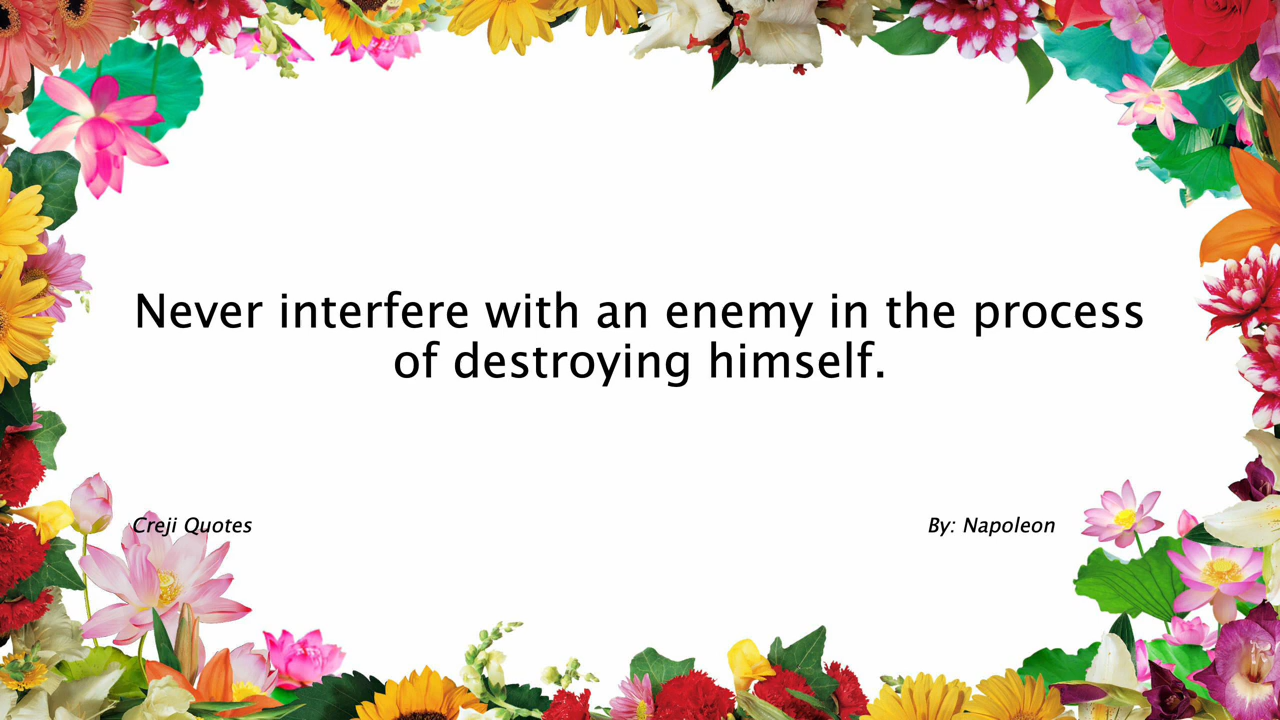 Never interfere with an enemy in the process
of destroying himself.
Creji Quotes
By: Napoleon